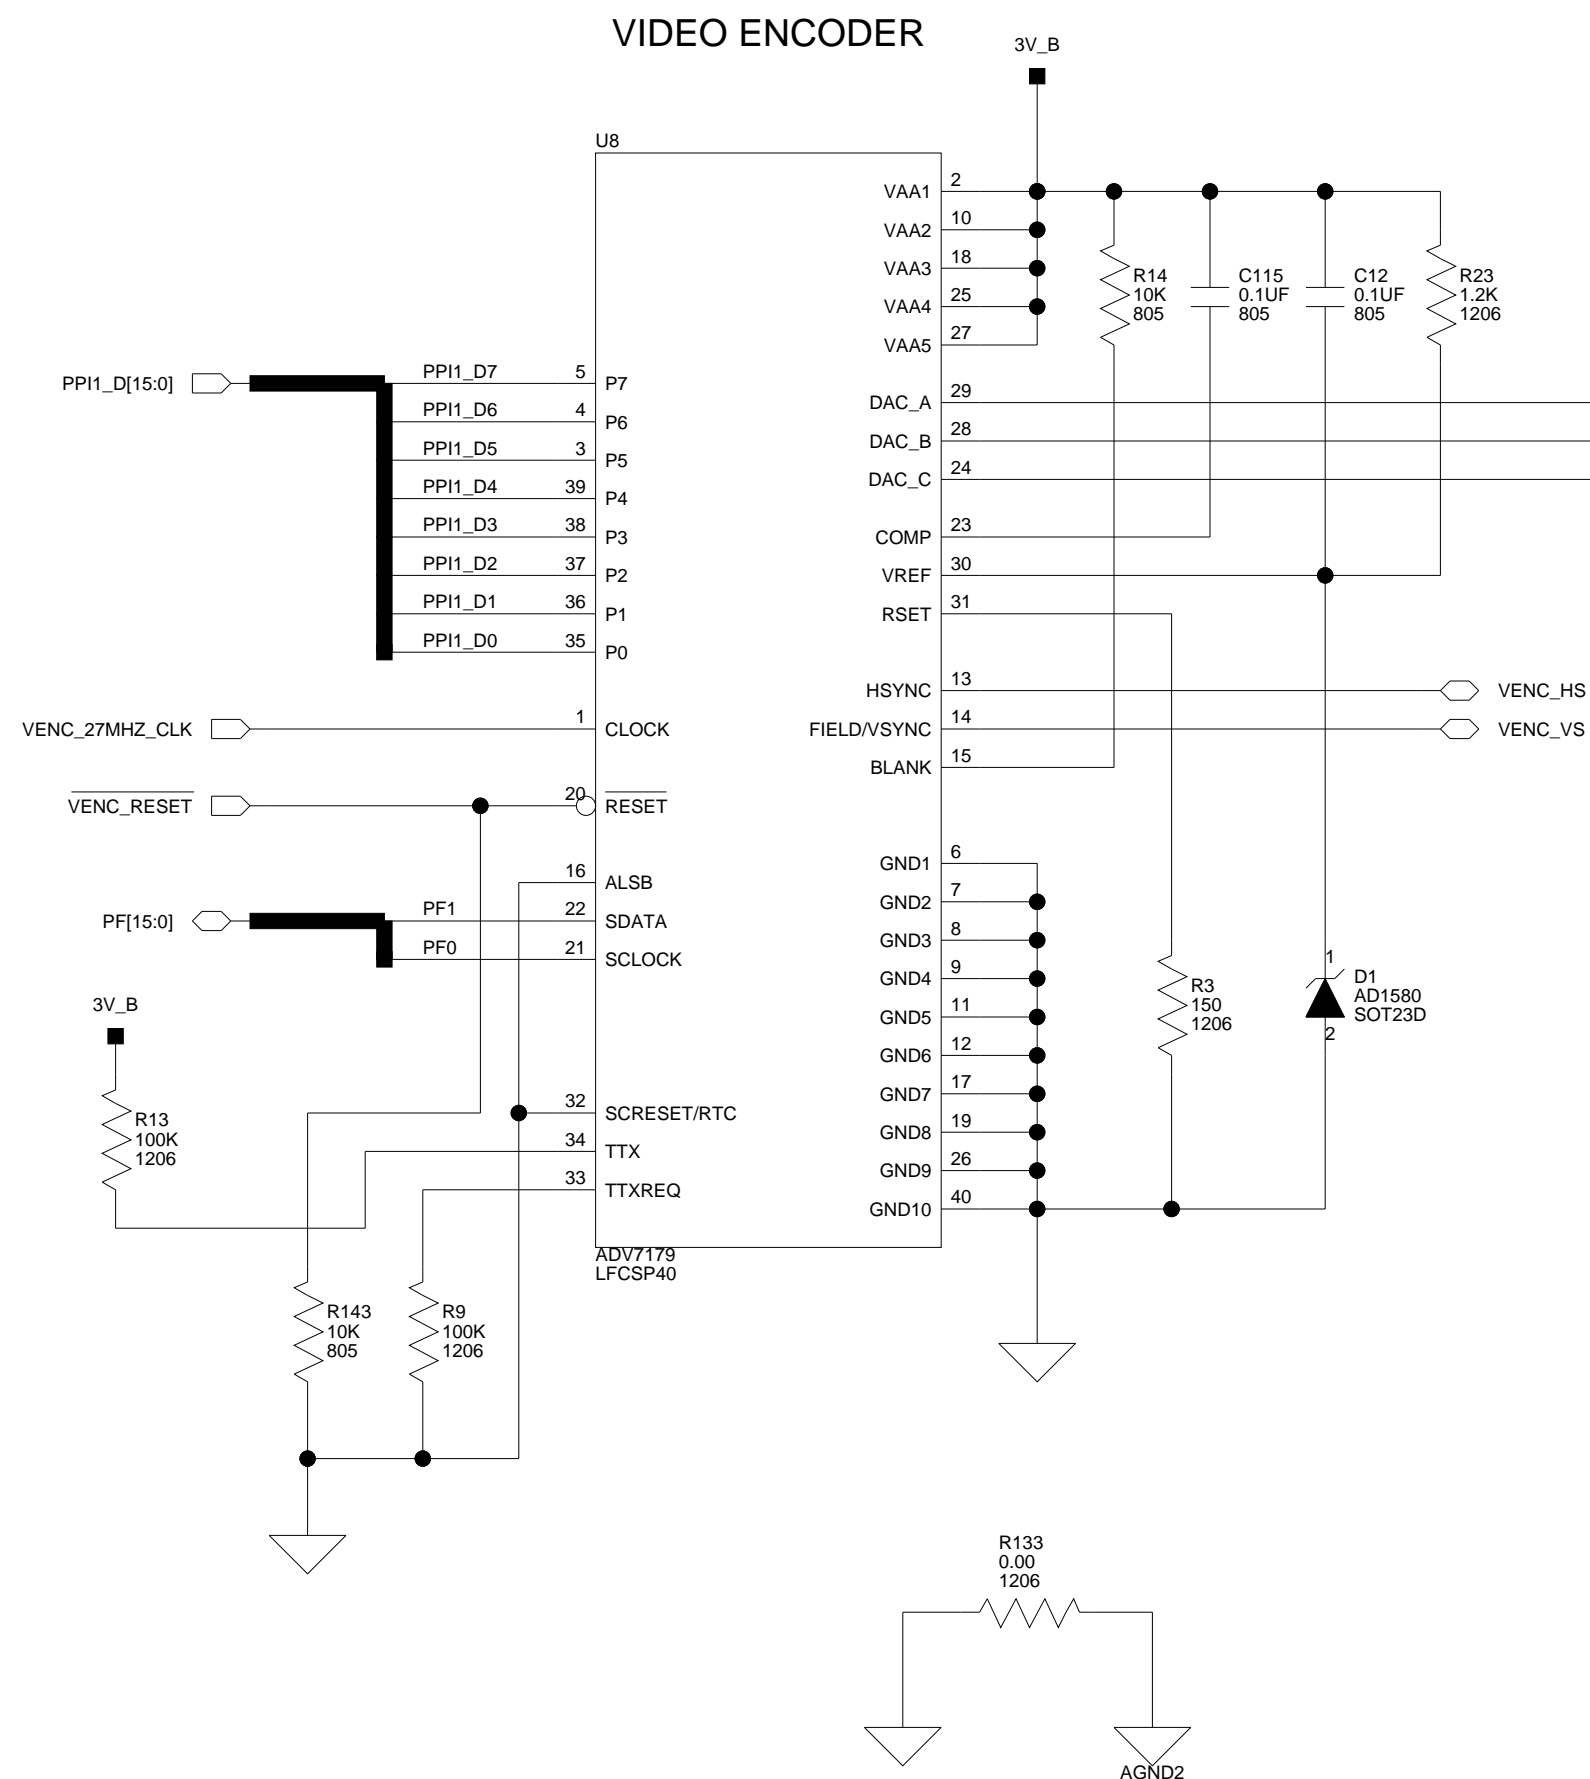 VIDEO ENCODER
3V_B
U8
VAA1 2
VAA2 10
VAA3 18
VAA4 25
VAA5 27
R14
10K
805
C115
0.1UF
805
C12
0.1UF
805
R23
1.2K
1206
PPI1_D[15:0]
PPI1_D7 5 P7
PPI1_D6 4 P6
PPI1_D5 3 P5
PPI1_D4 39 P4
PPI1_D3 38 P3
PPI1_D2 37 P2
PPI1_D1 36 P1
PPI1_D0 35 P0
DAC_A 29
DAC_B 28
DAC_C 24
COMP 23
VREF 30
RSET 31
HSYNC 13 VENC_HS
FIELD/VSYNC 14 VENC_VS
BLANK 15
VENC_27MHZ_CLK 1 CLOCK
VENC_RESET 20 RESET
16 ALSB
PF[15:0] PF1 22 SDATA
PF0 21 SCLOCK
GND1 6
GND2 7
GND3 8
GND4 9
GND5 11
GND6 12
GND7 17
GND8 19
GND9 26
GND10 40
R3
150
1206
1
D1
AD1580
SOT23D
2
3V_B
R13
100K
1206
32 SCRESET/RTC
34 TTX
33 TTXREQ
ADV7179
LFCSP40
R143
10K
805
R9
100K
1206
R133
0.00
1206
AGND2